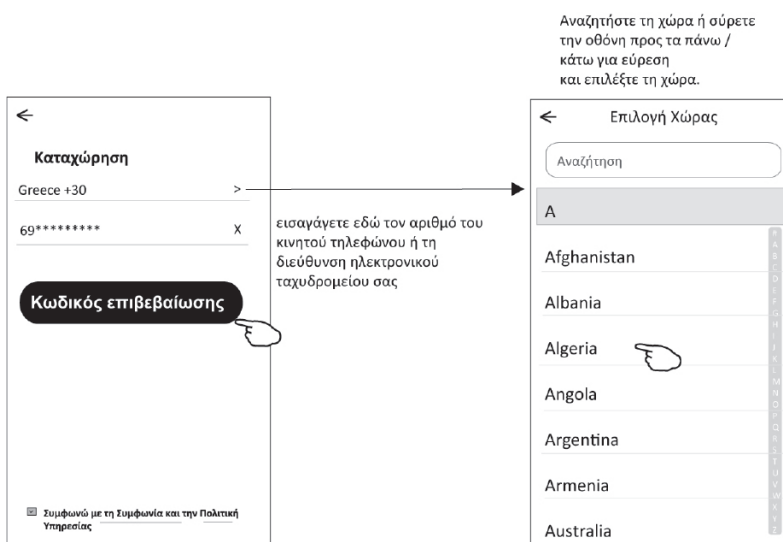 Αναζητήστε τη χώρα ή σύρετε
την οθόνη προς τα πάνω /
κάτω για εύρεση
και επιλέξτε τη χώρα.
←
Καταχώρηση
Greece +30 >
69********* X
Κωδικός επιβεβαίωσης
Συμφωνώ με τη Συμφωνία και την Πολιτική
Υπηρεσίας
εισαγάγετε εδώ τον αριθμό του
κινητού τηλεφώνου ή τη
διεύθυνση ηλεκτρονικού
ταχυδρομείου σας
← Επιλογή Χώρας
Αναζήτηση
A
Afghanistan
Albania
Algeria
Angola
Argentina
Armenia
Australia